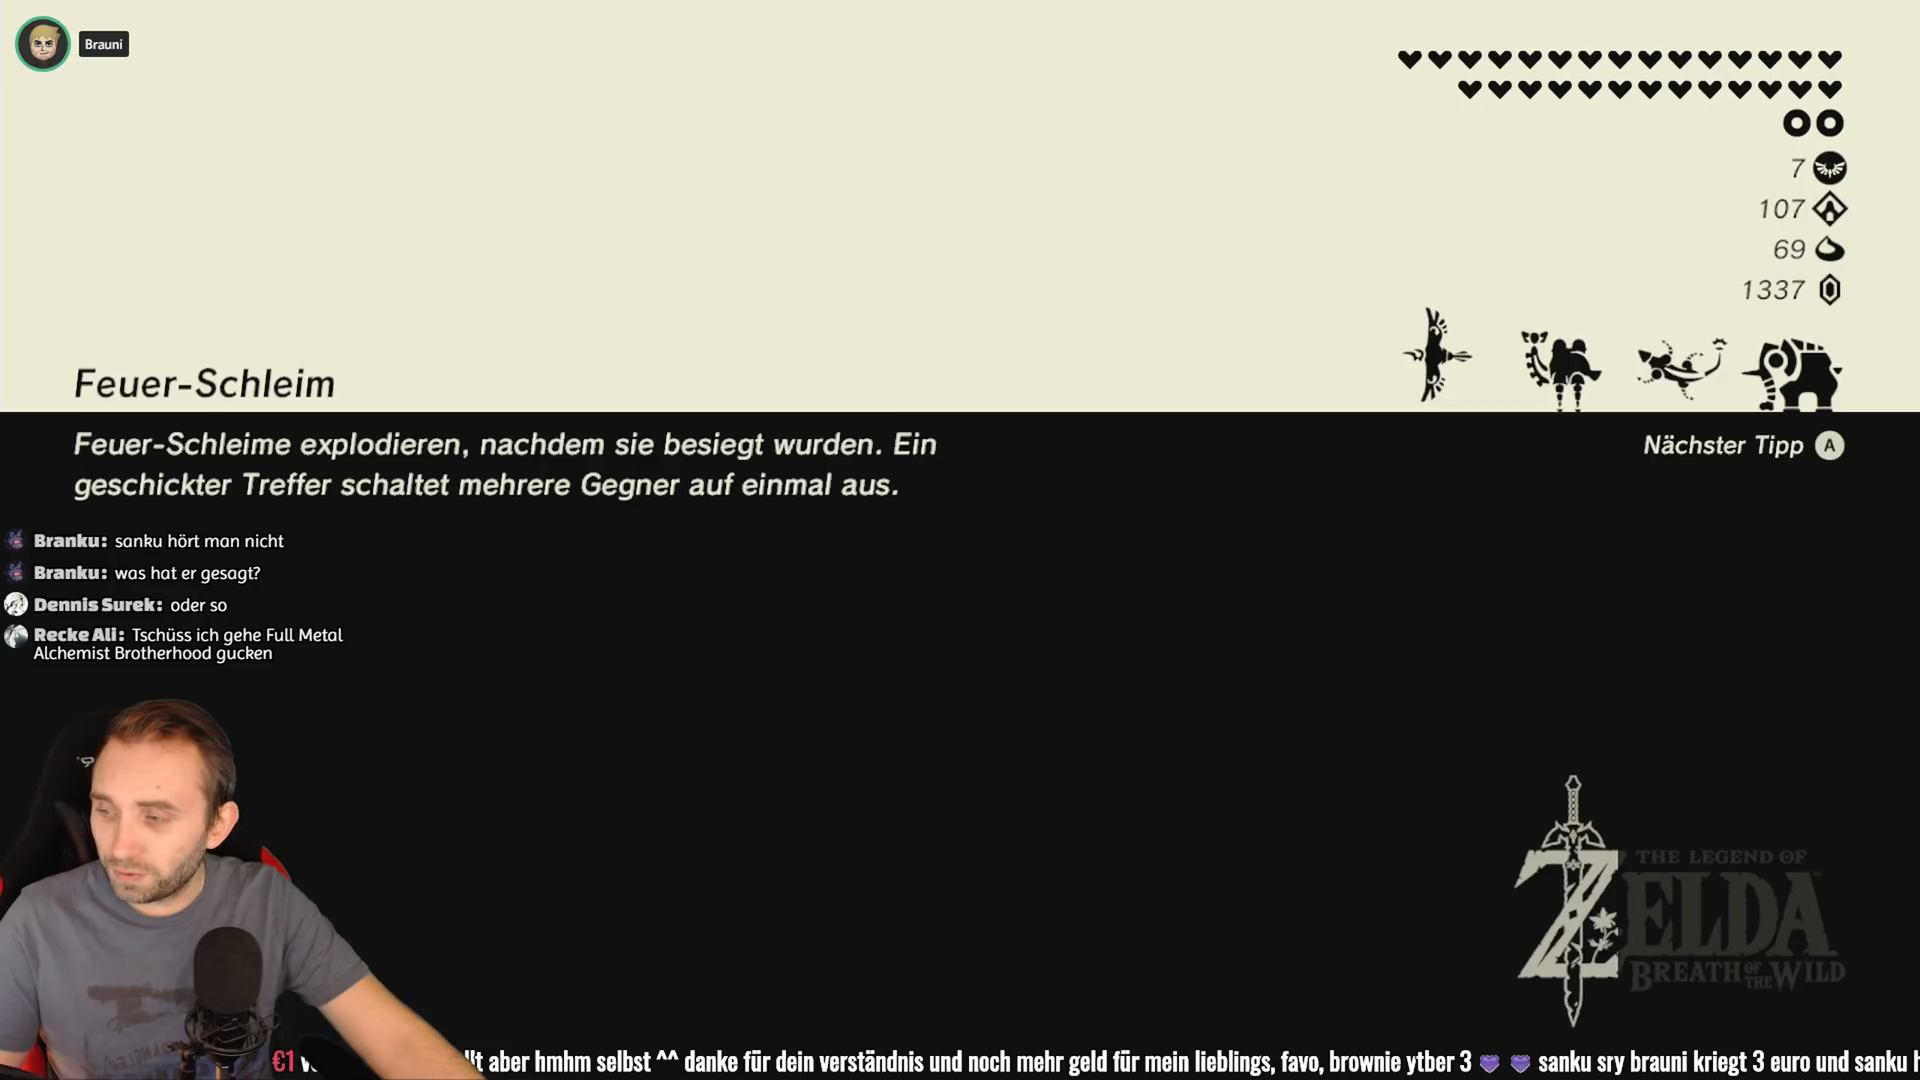 Brauni
7
107
69
1337
Feuer-Schleim
Feuer-Schleime explodieren, nachdem sie besiegt wurden. Ein
geschickter Treffer schaltet mehrere Gegner auf einmal aus.
Nächster Tipp A
Branku: sanku hört man nicht
Branku: was hat er gesagt?
Dennis Surek: oder so
Recke Ali: Tschüss ich gehe Full Metal
Alchemist Brotherhood gucken
THE LEGEND OF
ZELDA
BREATH OF THE WILD
€1 aber hmhm selbst ^^ danke für dein verständnis und noch mehr geld für mein lieblings, favo, brownie ytber 3 💜 💜 sanku sry brauni kriegt 3 euro und sanku